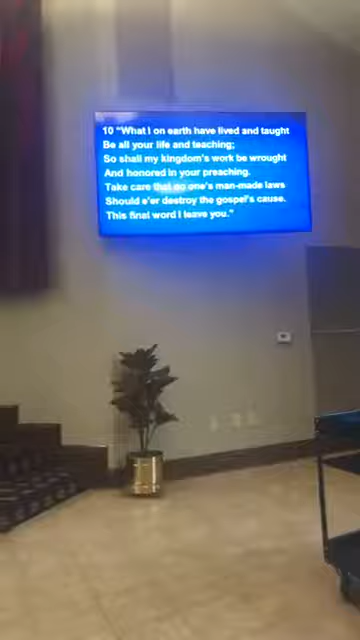 10 "What I on earth have lived and taught
Be all your life and teaching;
So shall my kingdom's work be wrought
And honored in your preaching.
Take care that no one's man-made laws
Should e'er destroy the gospel's cause.
This final word I leave you."